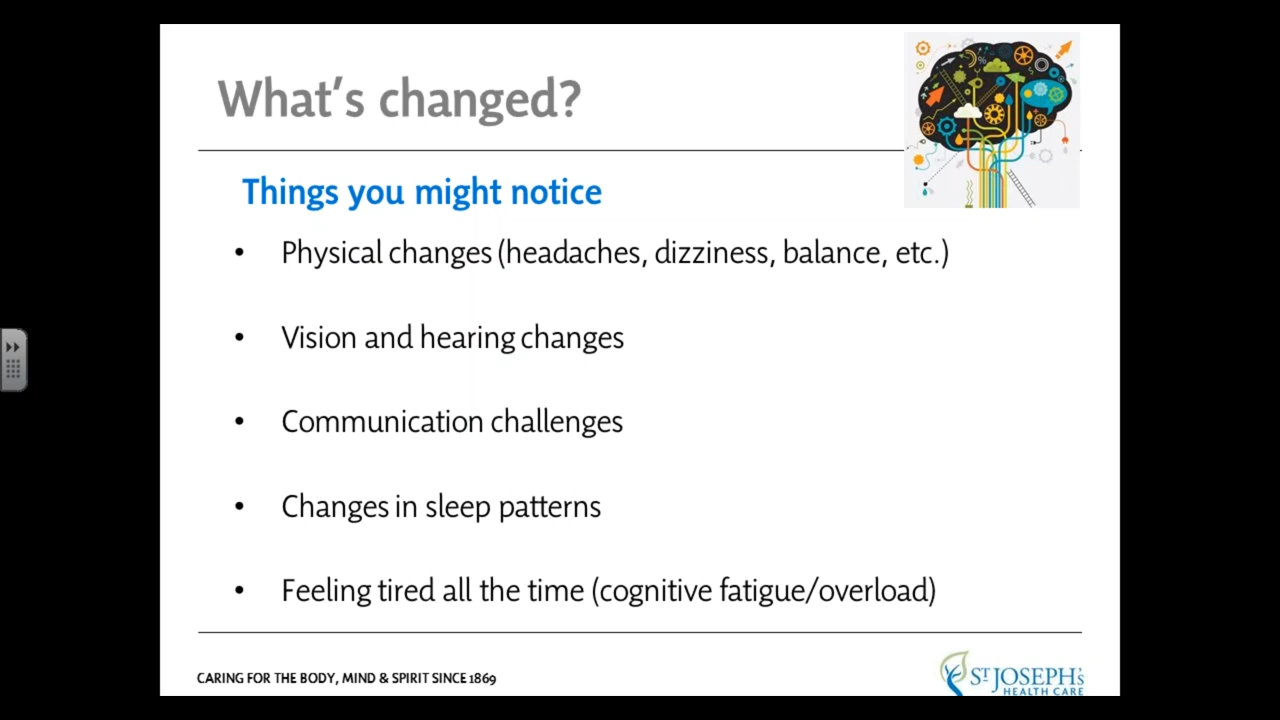 What's changed?
Things you might notice
• Physical changes (headaches, dizziness, balance, etc.)
• Vision and hearing changes
• Communication challenges
• Changes in sleep patterns
• Feeling tired all the time (cognitive fatigue/overload)
CARING FOR THE BODY, MIND & SPIRIT SINCE 1869
ST JOSEPH'S
HEALTH CARE